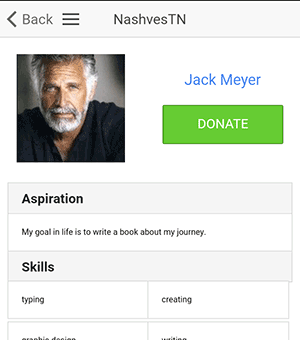 Back NashvesTN
Jack Meyer
DONATE
Aspiration
My goal in life is to write a book about my journey.
Skills
typing creating
graphic design writing